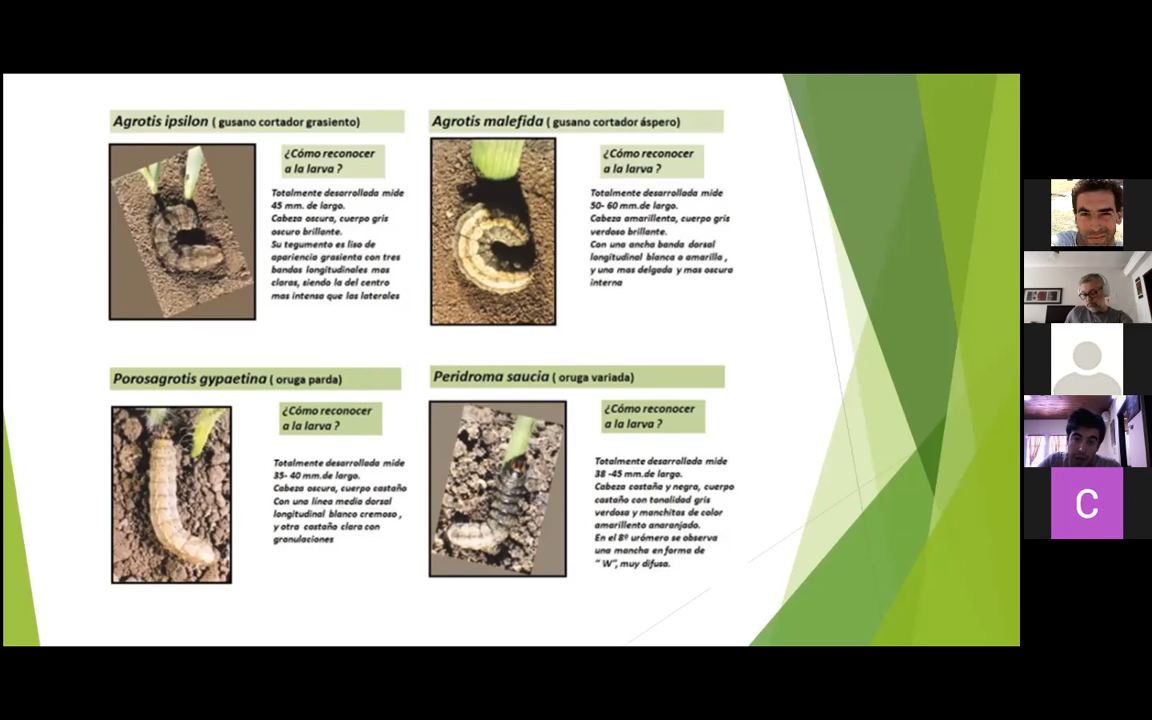 Agrotis ipsilon ( gusano cortador grasiento)
¿Cómo reconocer
a la larva ?
Totalmente desarrollada mide
45 mm. de largo.
Cabeza oscura, cuerpo gris
oscuro brillante.
Su tegumento es liso de
apariencia grasienta con tres
bandas longitudinales mas
claras, siendo la del centro
mas intensa que las laterales
Agrotis malefida ( gusano cortador áspero)
¿Cómo reconocer
a la larva ?
Totalmente desarrollada mide
50- 60 mm.de largo.
Cabeza amarillenta, cuerpo gris
verdoso brillante.
Con una ancha banda dorsal
longitudinal blanca o amarilla ,
y una mas delgada y mas oscura
interna
Porosagrotis gypaetina ( oruga parda)
¿Cómo reconocer
a la larva ?
Totalmente desarrollada mide
35- 40 mm.de largo.
Cabeza oscura, cuerpo castaño
Con una línea media dorsal
longitudinal blanco cremoso ,
y otra castaño clara con
granulaciones
Peridroma saucia ( oruga variada)
¿Cómo reconocer
a la larva ?
Totalmente desarrollada mide
38 -45 mm.de largo.
Cabeza castaña y negra, cuerpo
castaño con tonalidad gris
verdosa y manchitas de color
amarillento anaranjado.
En el 8º urómero se observa
una mancha en forma de
" W", muy difusa.
C